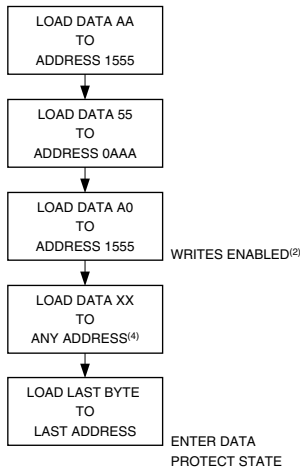 LOAD DATA AA
TO
ADDRESS 1555
LOAD DATA 55
TO
ADDRESS 0AAA
LOAD DATA A0
TO
ADDRESS 1555
WRITES ENABLED(2)
LOAD DATA XX
TO
ANY ADDRESS(4)
LOAD LAST BYTE
TO
LAST ADDRESS
ENTER DATA
PROTECT STATE